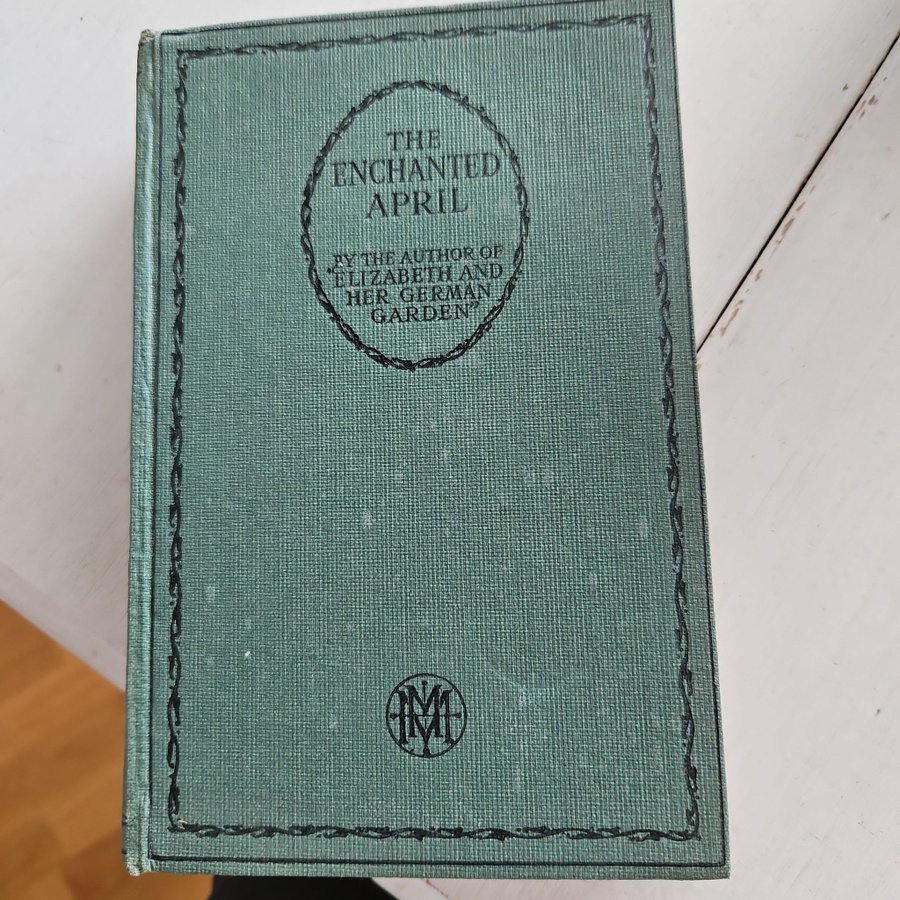 THE
ENCHANTED
APRIL
BY THE AUTHOR OF
"ELIZABETH AND
HER GERMAN
GARDEN"